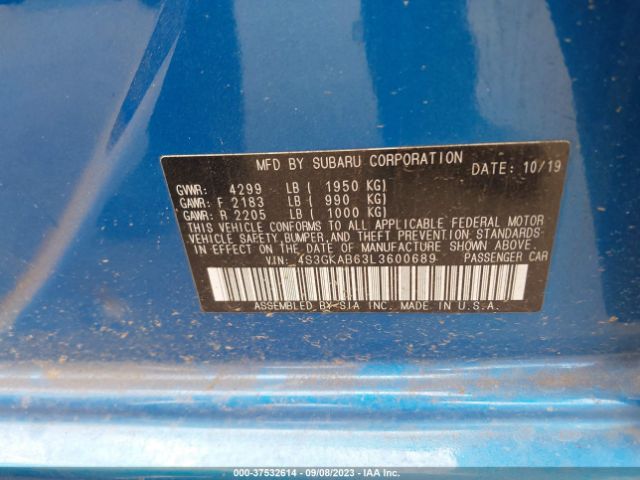 MFD BY SUBARU CORPORATION DATE: 10/19
GVWR: 4299 LB ( 1950 KG)
GAWR: F 2183 LB ( 990 KG)
GAWR: R 2205 LB ( 1000 KG)
THIS VEHICLE CONFORMS TO ALL APPLICABLE FEDERAL MOTOR
VEHICLE SAFETY, BUMPER, AND THEFT PREVENTION STANDARDS
IN EFFECT ON THE DATE OF MANUFACTURE SHOWN ABOVE.
V.I.N: 4S3GKAB63L3600689 PASSENGER CAR
ASSEMBLED BY SIA INC. MADE IN U.S.A.
000-37532614 - 09/08/2023 - IAA Inc.